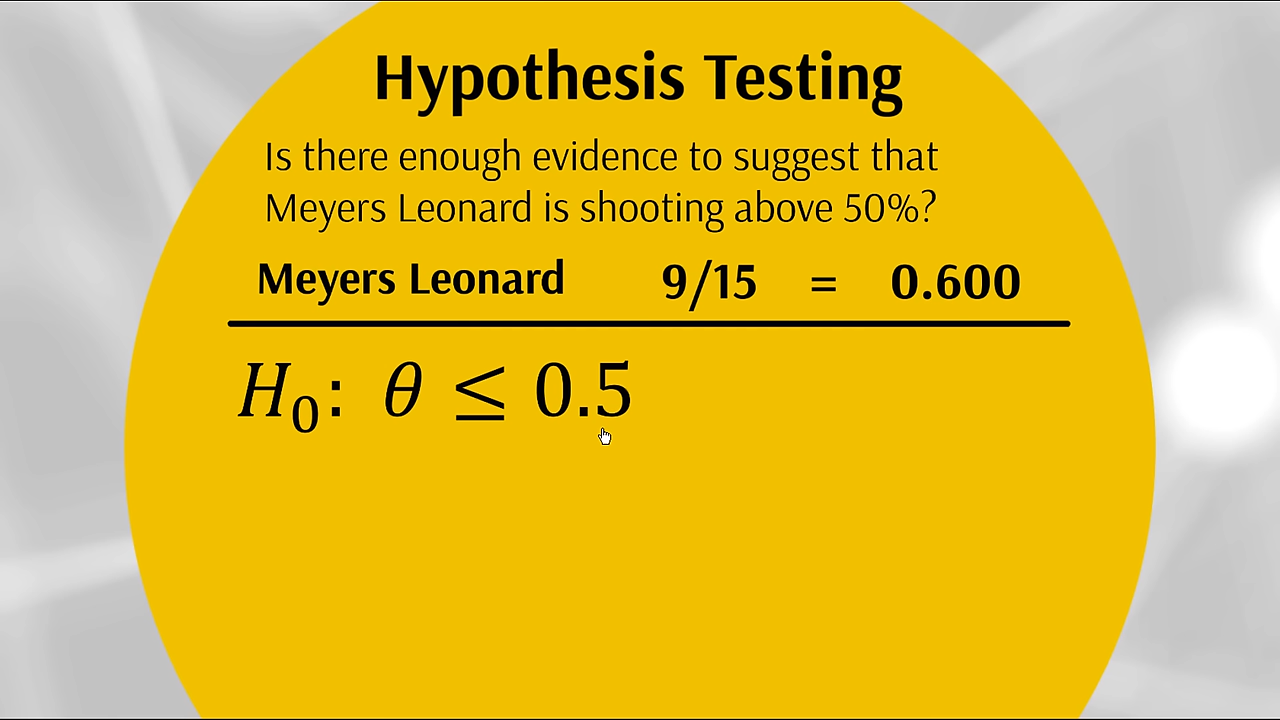 Hypothesis Testing
Is there enough evidence to suggest that
Meyers Leonard is shooting above 50%?
Meyers Leonard 9/15 = 0.600
H₀: θ ≤ 0.5